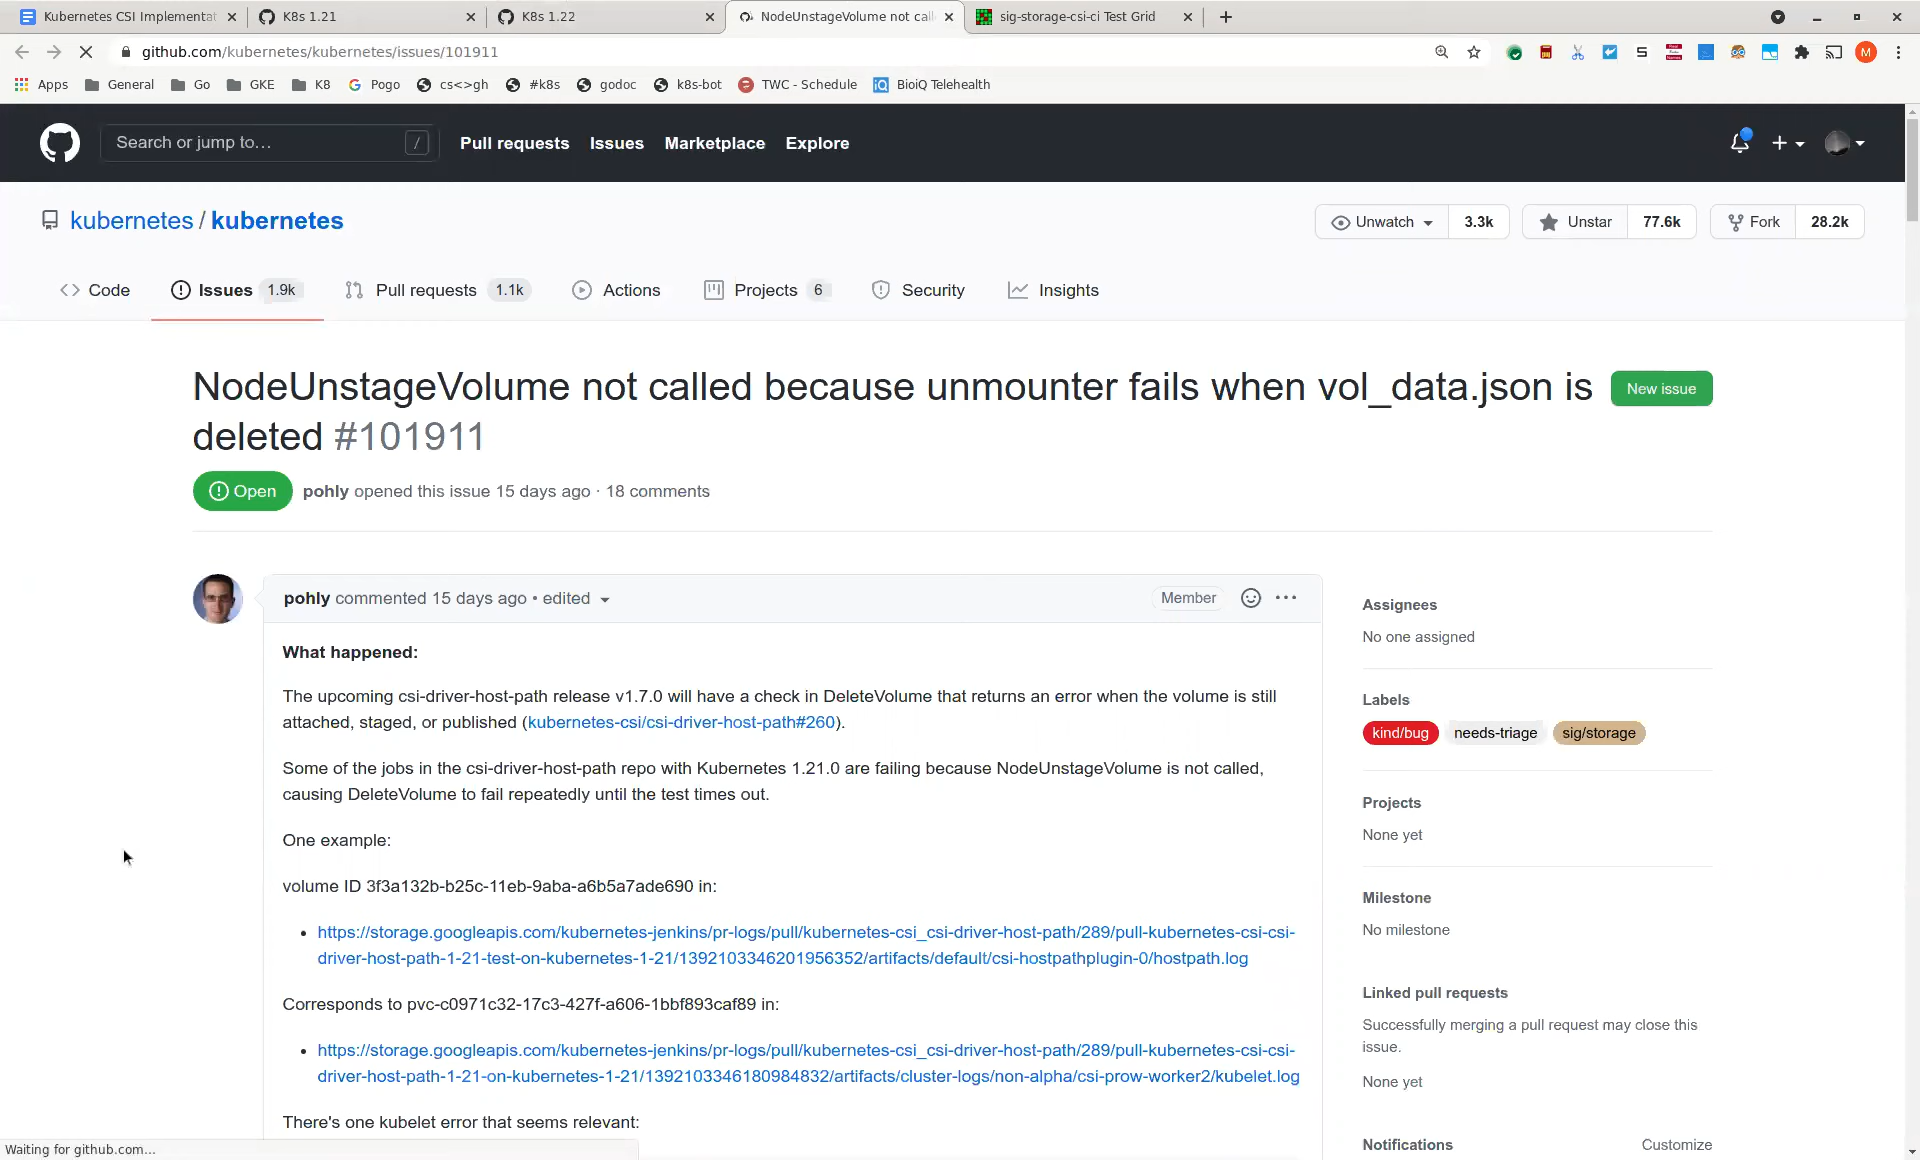 Kubernetes CSI Implementat
K8s 1.21
K8s 1.22
NodeUnstageVolume not call
sig-storage-csi-ci Test Grid
github.com/kubernetes/kubernetes/issues/101911
M
Apps
General
Go
GKE
K8
Pogo
cs<>gh
#k8s
godoc
k8s-bot
TWC - Schedule
BioiQ Telehealth
Search or jump to…
/
Pull requests
Issues
Marketplace
Explore
kubernetes / kubernetes
Unwatch 3.3k
Unstar 77.6k
Fork 28.2k
Code
Issues 1.9k
Pull requests 1.1k
Actions
Projects 6
Security
Insights
NodeUnstageVolume not called because unmounter fails when vol_data.json is
deleted #101911
New issue
Open pohly opened this issue 15 days ago · 18 comments
pohly commented 15 days ago • edited
Member
What happened:
The upcoming csi-driver-host-path release v1.7.0 will have a check in DeleteVolume that returns an error when the volume is still
attached, staged, or published (kubernetes-csi/csi-driver-host-path#260).
Some of the jobs in the csi-driver-host-path repo with Kubernetes 1.21.0 are failing because NodeUnstageVolume is not called,
causing DeleteVolume to fail repeatedly until the test times out.
One example:
volume ID 3f3a132b-b25c-11eb-9aba-a6b5a7ade690 in:
• https://storage.googleapis.com/kubernetes-jenkins/pr-logs/pull/kubernetes-csi_csi-driver-host-path/289/pull-kubernetes-csi-csi-
driver-host-path-1-21-test-on-kubernetes-1-21/1392103346201956352/artifacts/default/csi-hostpathplugin-0/hostpath.log
Corresponds to pvc-c0971c32-17c3-427f-a606-1bbf893caf89 in:
• https://storage.googleapis.com/kubernetes-jenkins/pr-logs/pull/kubernetes-csi_csi-driver-host-path/289/pull-kubernetes-csi-csi-
driver-host-path-1-21-on-kubernetes-1-21/1392103346180984832/artifacts/cluster-logs/non-alpha/csi-prow-worker2/kubelet.log
There's one kubelet error that seems relevant:
Assignees
No one assigned
Labels
kind/bug needs-triage sig/storage
Projects
None yet
Milestone
No milestone
Linked pull requests
Successfully merging a pull request may close this
issue.
None yet
Notifications
Customize
Waiting for github.com...